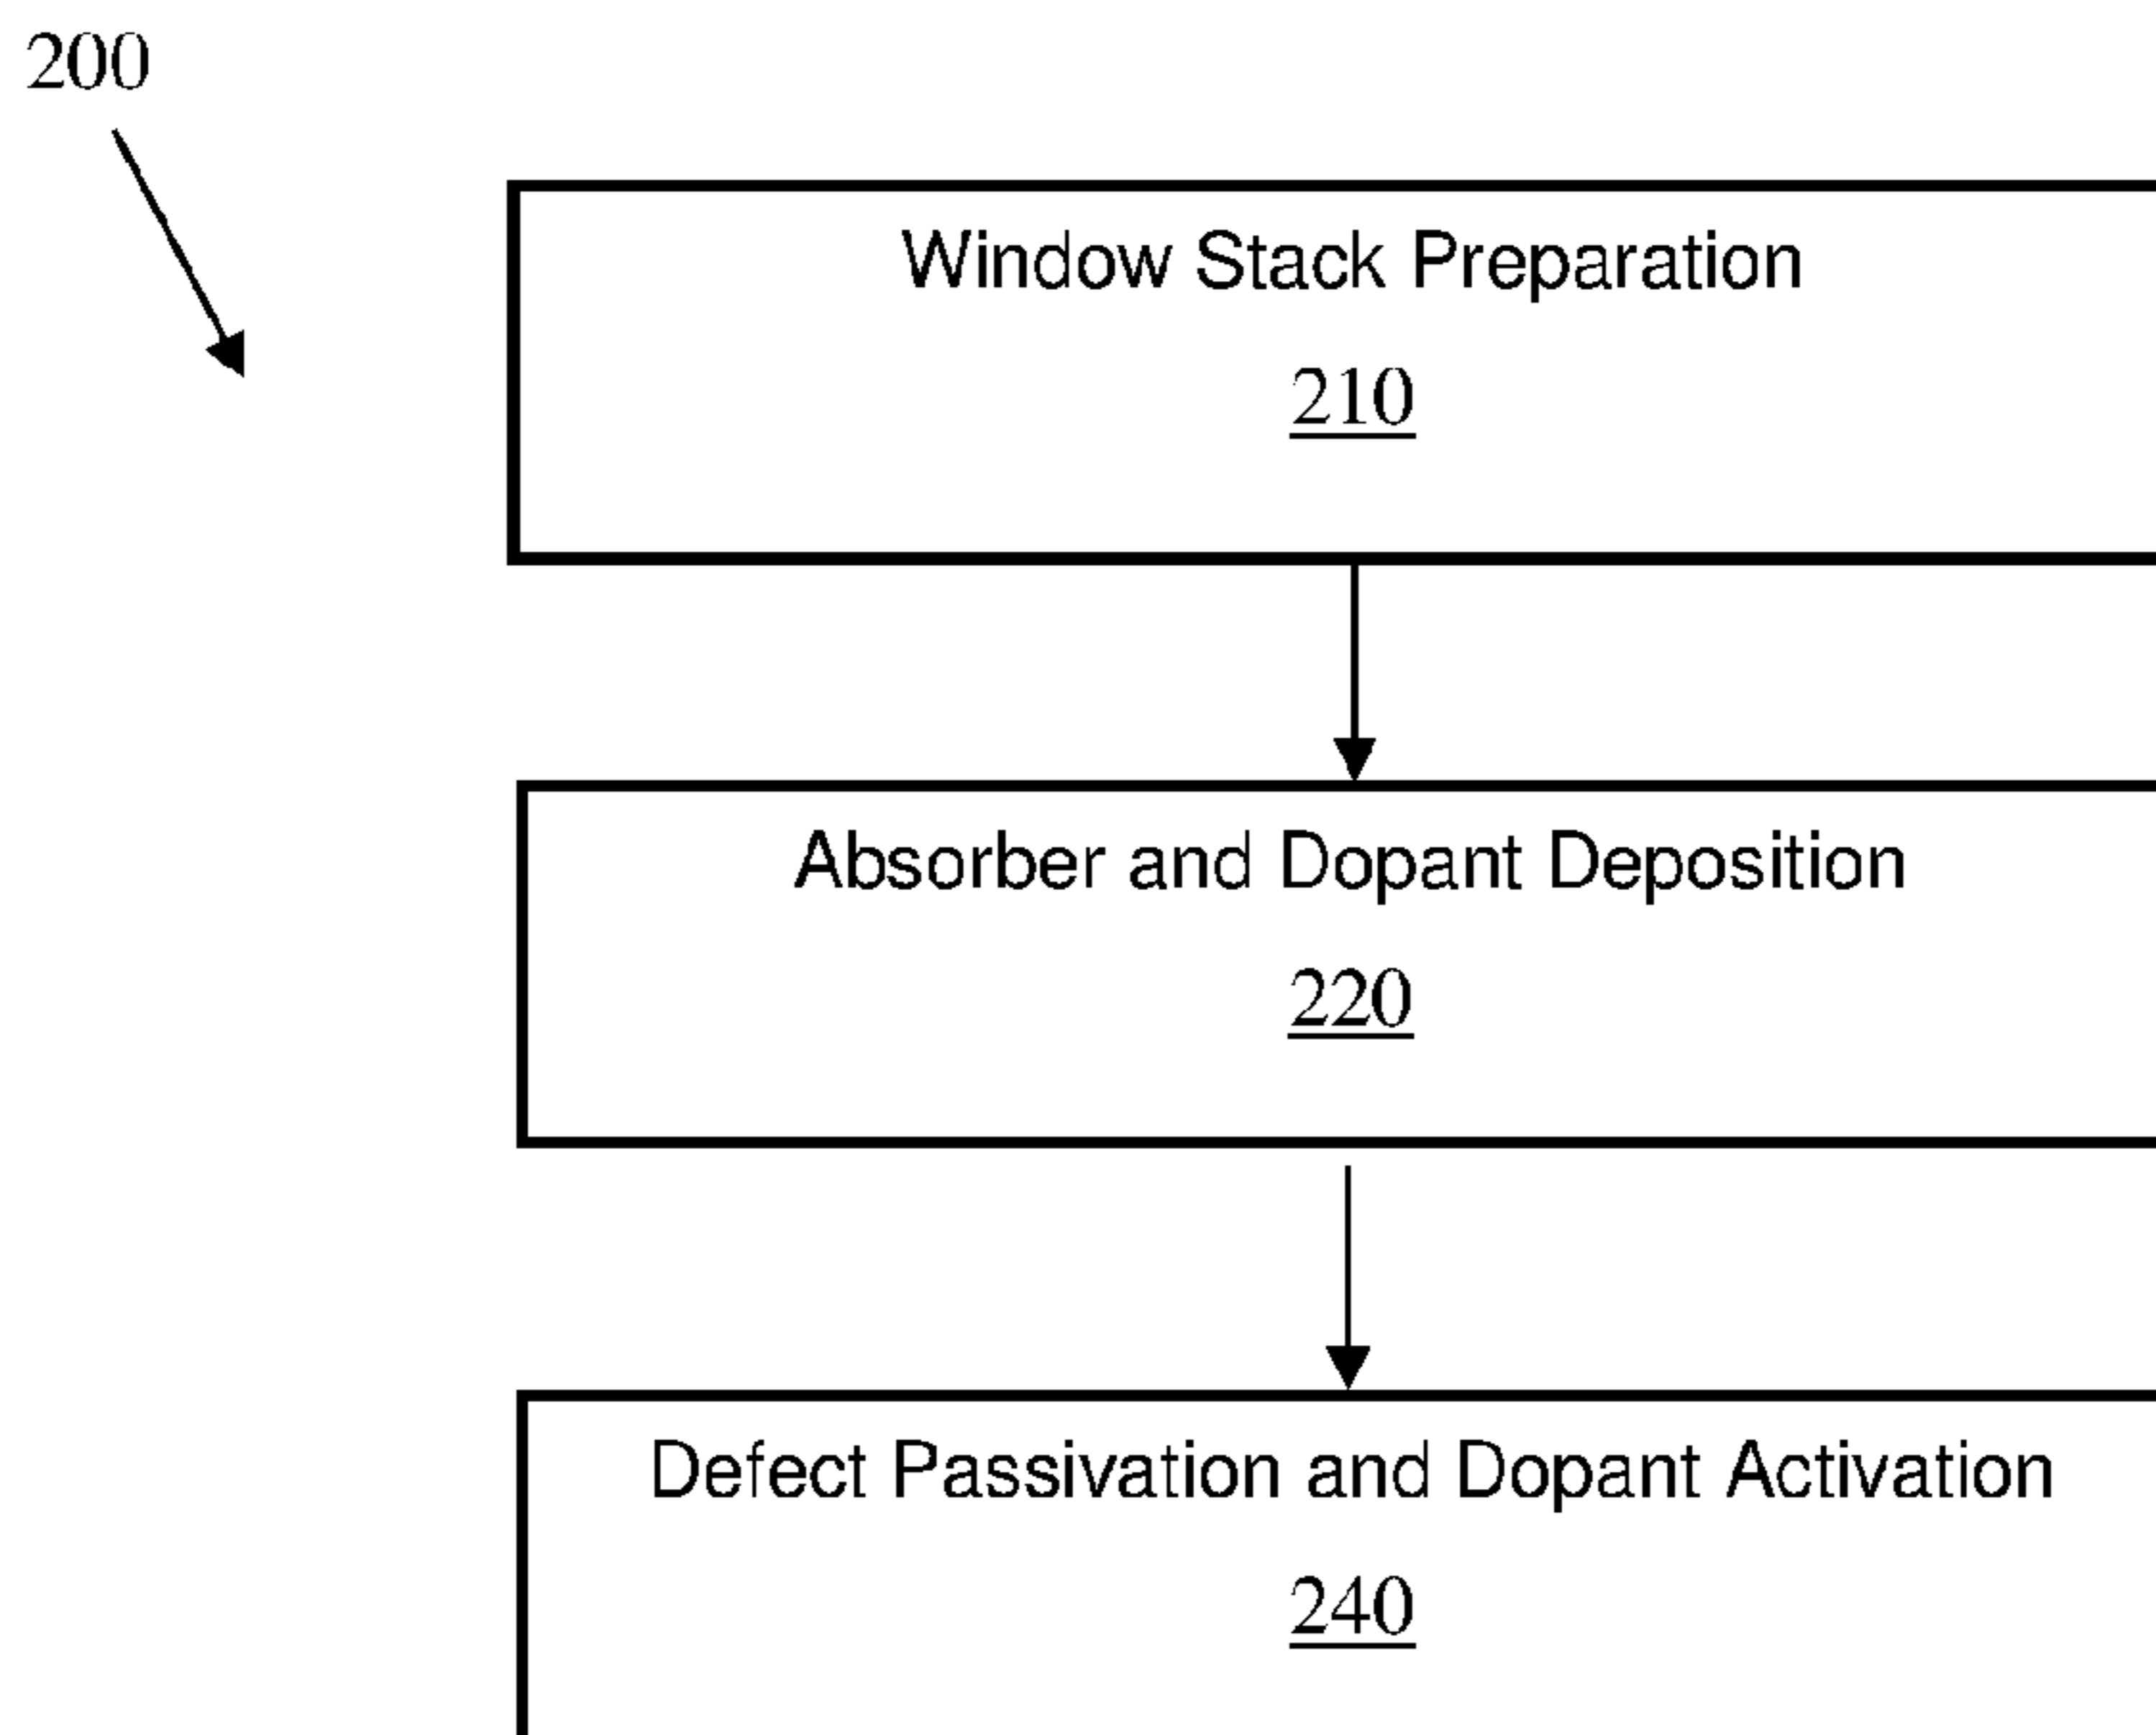 200
Window Stack Preparation
210
Absorber and Dopant Deposition
220
Defect Passivation and Dopant Activation
240